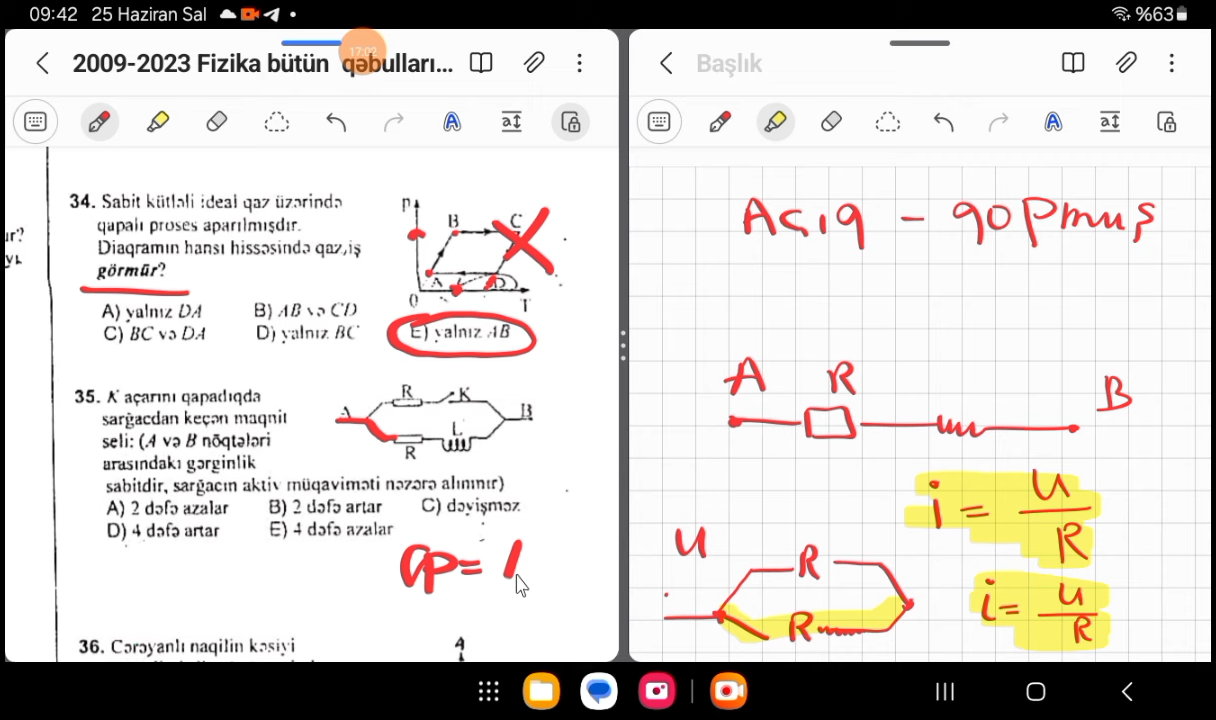 09:42 25 Haziran Sal
%63
17:02
2009-2023 Fizika bütün qəbulları...
Başlıq
34. Sabit kütləli ideal qaz üzərində
qapalı proses aparılmışdır.
Diaqramın hansı hissəsində qaz iş
görmür?
P
B
C
A
D
0
T
A) yalnız DA B) AB və CD
C) BC və DA D) yalnız BC E) yalnız AB
35. K açarını qapadıqda
sarğacdan keçən maqnit
seli: (A və B nöqtələri
arasındakı gərginlik
sabitdir, sarğacın aktiv müqaviməti nəzərə alınmır)
R
K
A
B
L
R
A) 2 dəfə azalar B) 2 dəfə artar C) dəyişməz
D) 4 dəfə artar E) 4 dəfə azalar
36. Cərəyanlı naqilin kəsiyi
Açıq - qopmuş
A R B
i = U/R
U
R
R
i = U/R